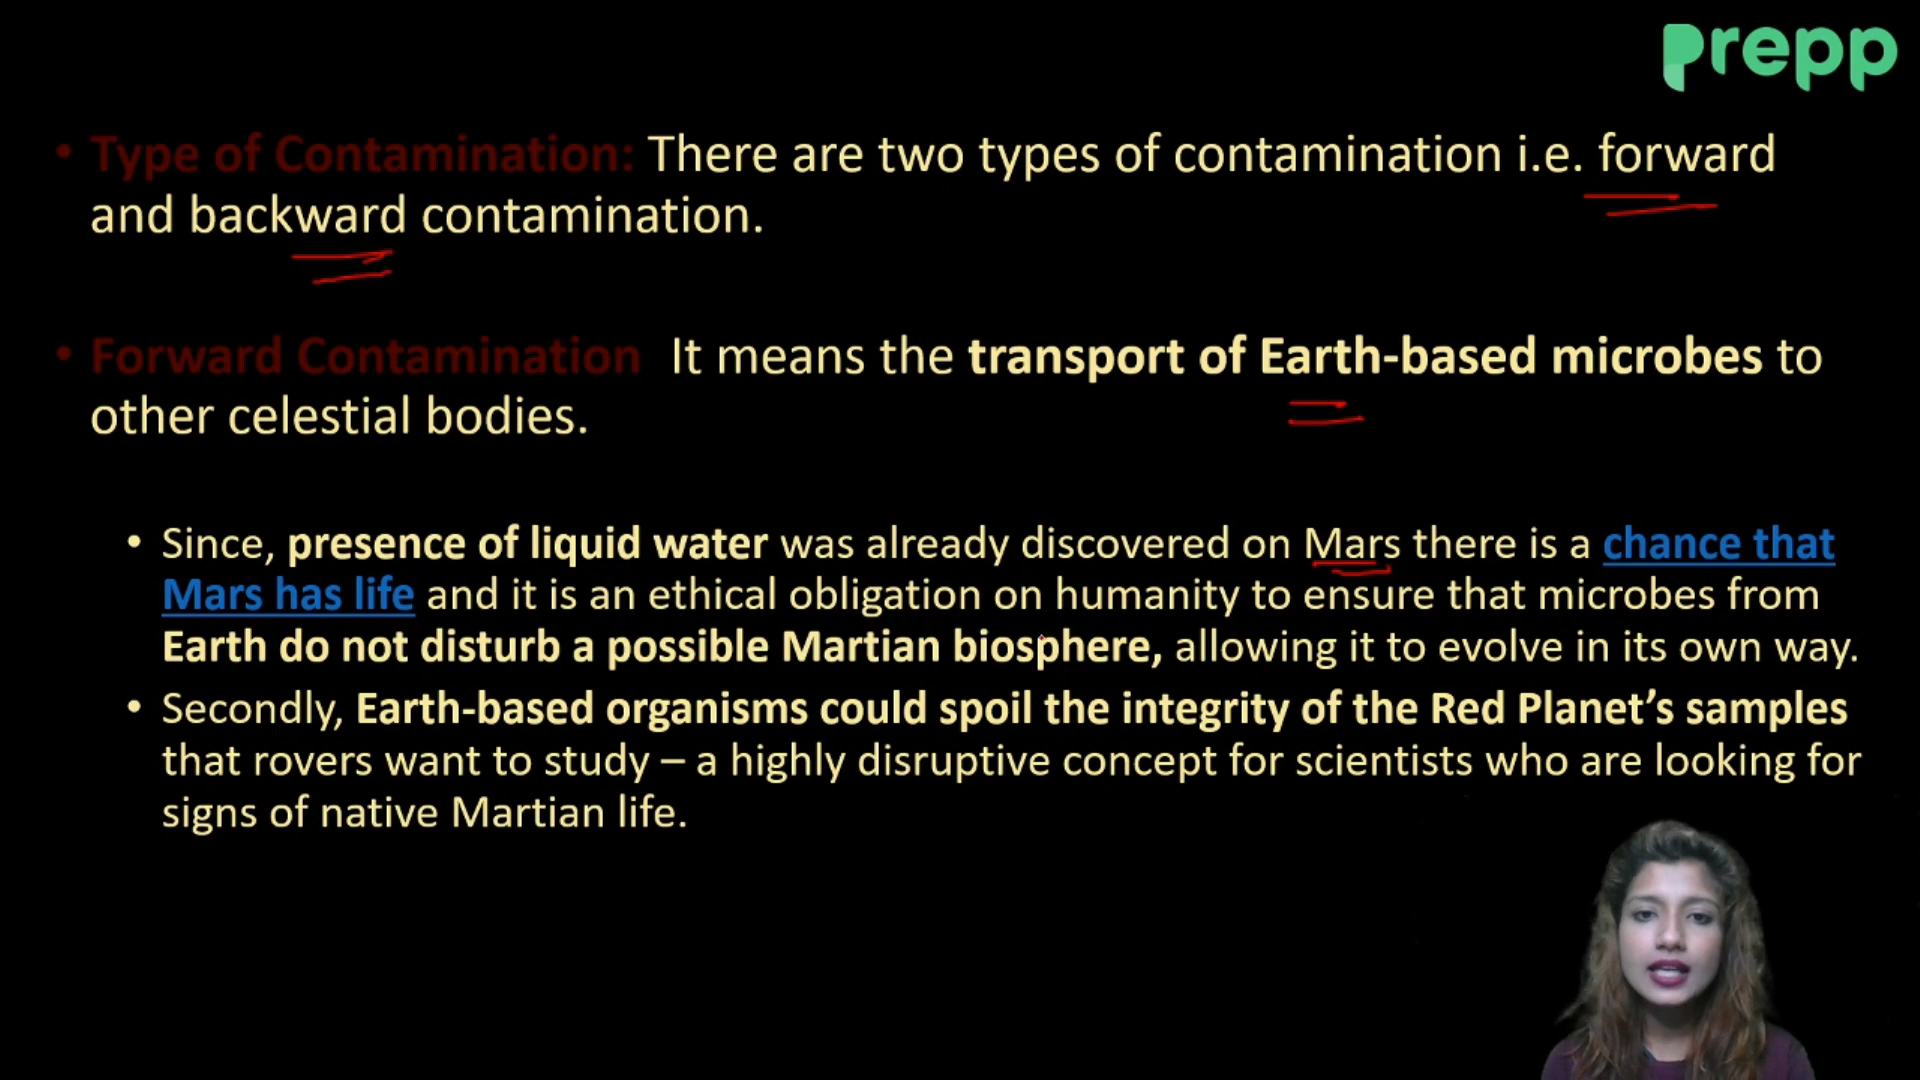 prepp
• Type of Contamination: There are two types of contamination i.e. forward
and backward contamination.
• Forward Contamination It means the transport of Earth-based microbes to
other celestial bodies.
• Since, presence of liquid water was already discovered on Mars there is a chance that
Mars has life and it is an ethical obligation on humanity to ensure that microbes from
Earth do not disturb a possible Martian biosphere, allowing it to evolve in its own way.
• Secondly, Earth-based organisms could spoil the integrity of the Red Planet’s samples
that rovers want to study – a highly disruptive concept for scientists who are looking for
signs of native Martian life.